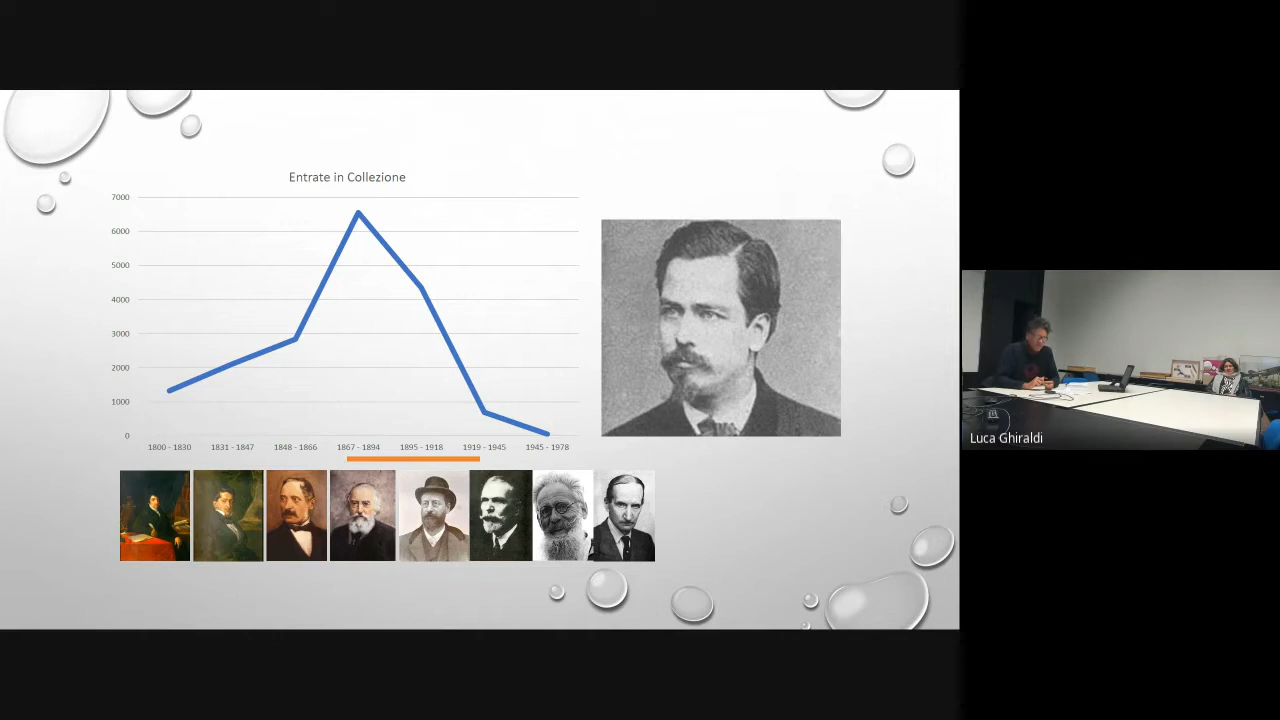 Entrate in Collezione
7000
6000
5000
4000
3000
2000
1000
0
1800 - 1830 1831 - 1847 1848 - 1866 1867 - 1894 1895 - 1918 1919 - 1945 1945 - 1978
Luca Ghiraldi